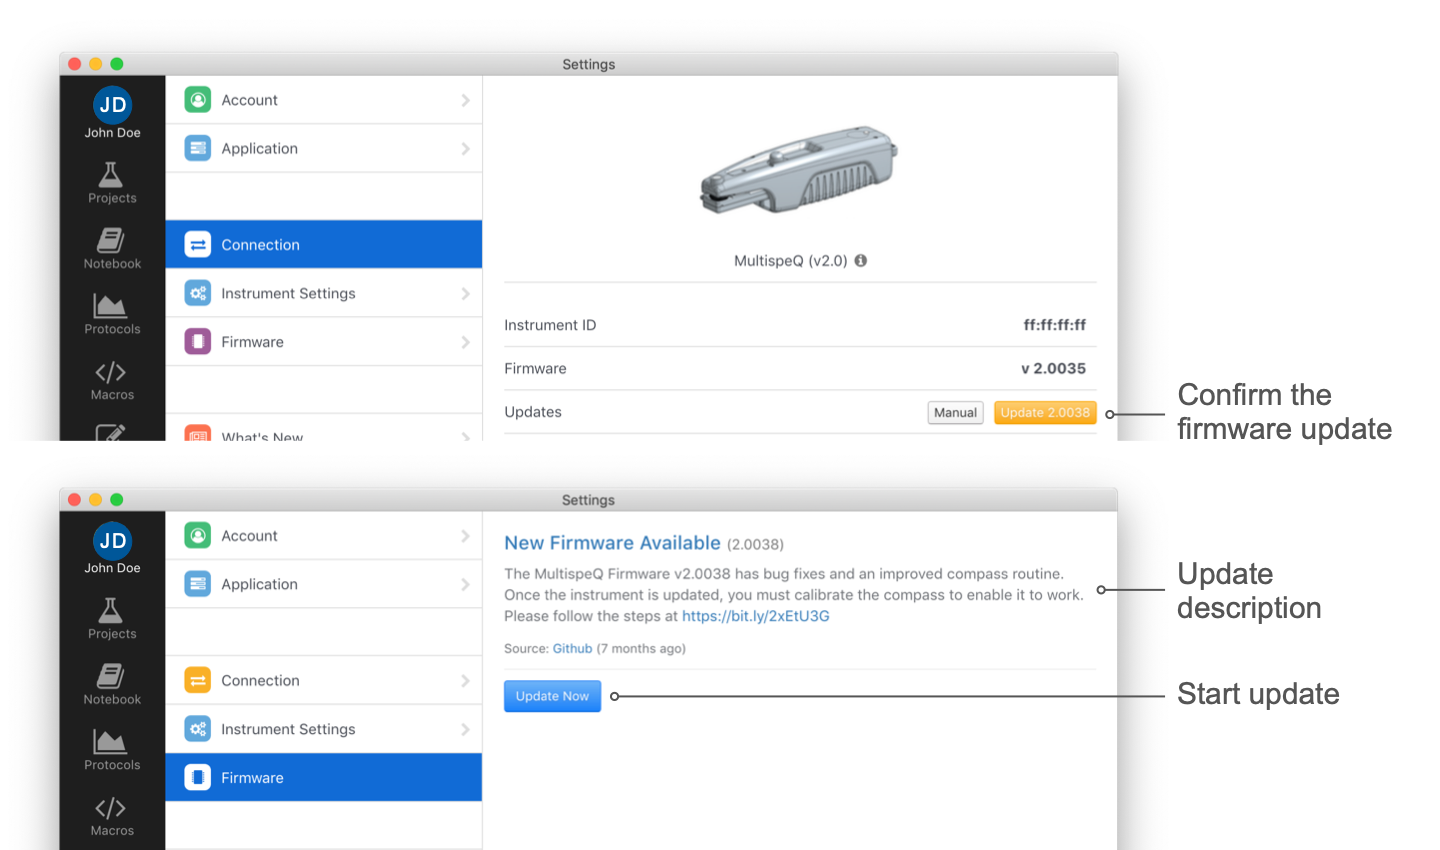 Settings
JD
John Doe
Projects
Notebook
Protocols
Macros
Account
Application
Connection
Instrument Settings
Firmware
What's New
MultispeQ (v2.0)
Instrument ID ff:ff:ff:ff
Firmware v 2.0035
Updates Manual Update 2.0038
Confirm the
firmware update
Settings
JD
John Doe
Projects
Notebook
Protocols
Macros
Account
Application
Connection
Instrument Settings
Firmware
New Firmware Available (2.0038)
The MultispeQ Firmware v2.0038 has bug fixes and an improved compass routine.
Once the instrument is updated, you must calibrate the compass to enable it to work.
Please follow the steps at https://bit.ly/2xEtU3G
Source: Github (7 months ago)
Update Now
Update
description
Start update